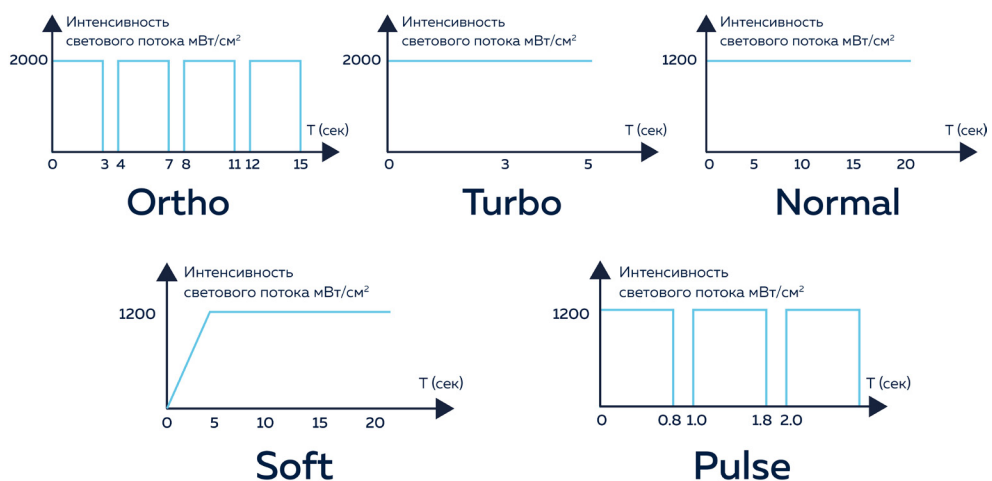 Интенсивность
светового потока мВт/см²
2000
T (сек)
0 3 4 7 8 11 12 15
Ortho
Интенсивность
светового потока мВт/см²
2000
T (сек)
0 3 5
Turbo
Интенсивность
светового потока мВт/см²
1200
T (сек)
0 5 10 15 20
Normal
Интенсивность
светового потока мВт/см²
1200
T (сек)
0 5 10 15 20
Soft
Интенсивность
светового потока мВт/см²
1200
T (сек)
0 0.8 1.0 1.8 2.0
Pulse